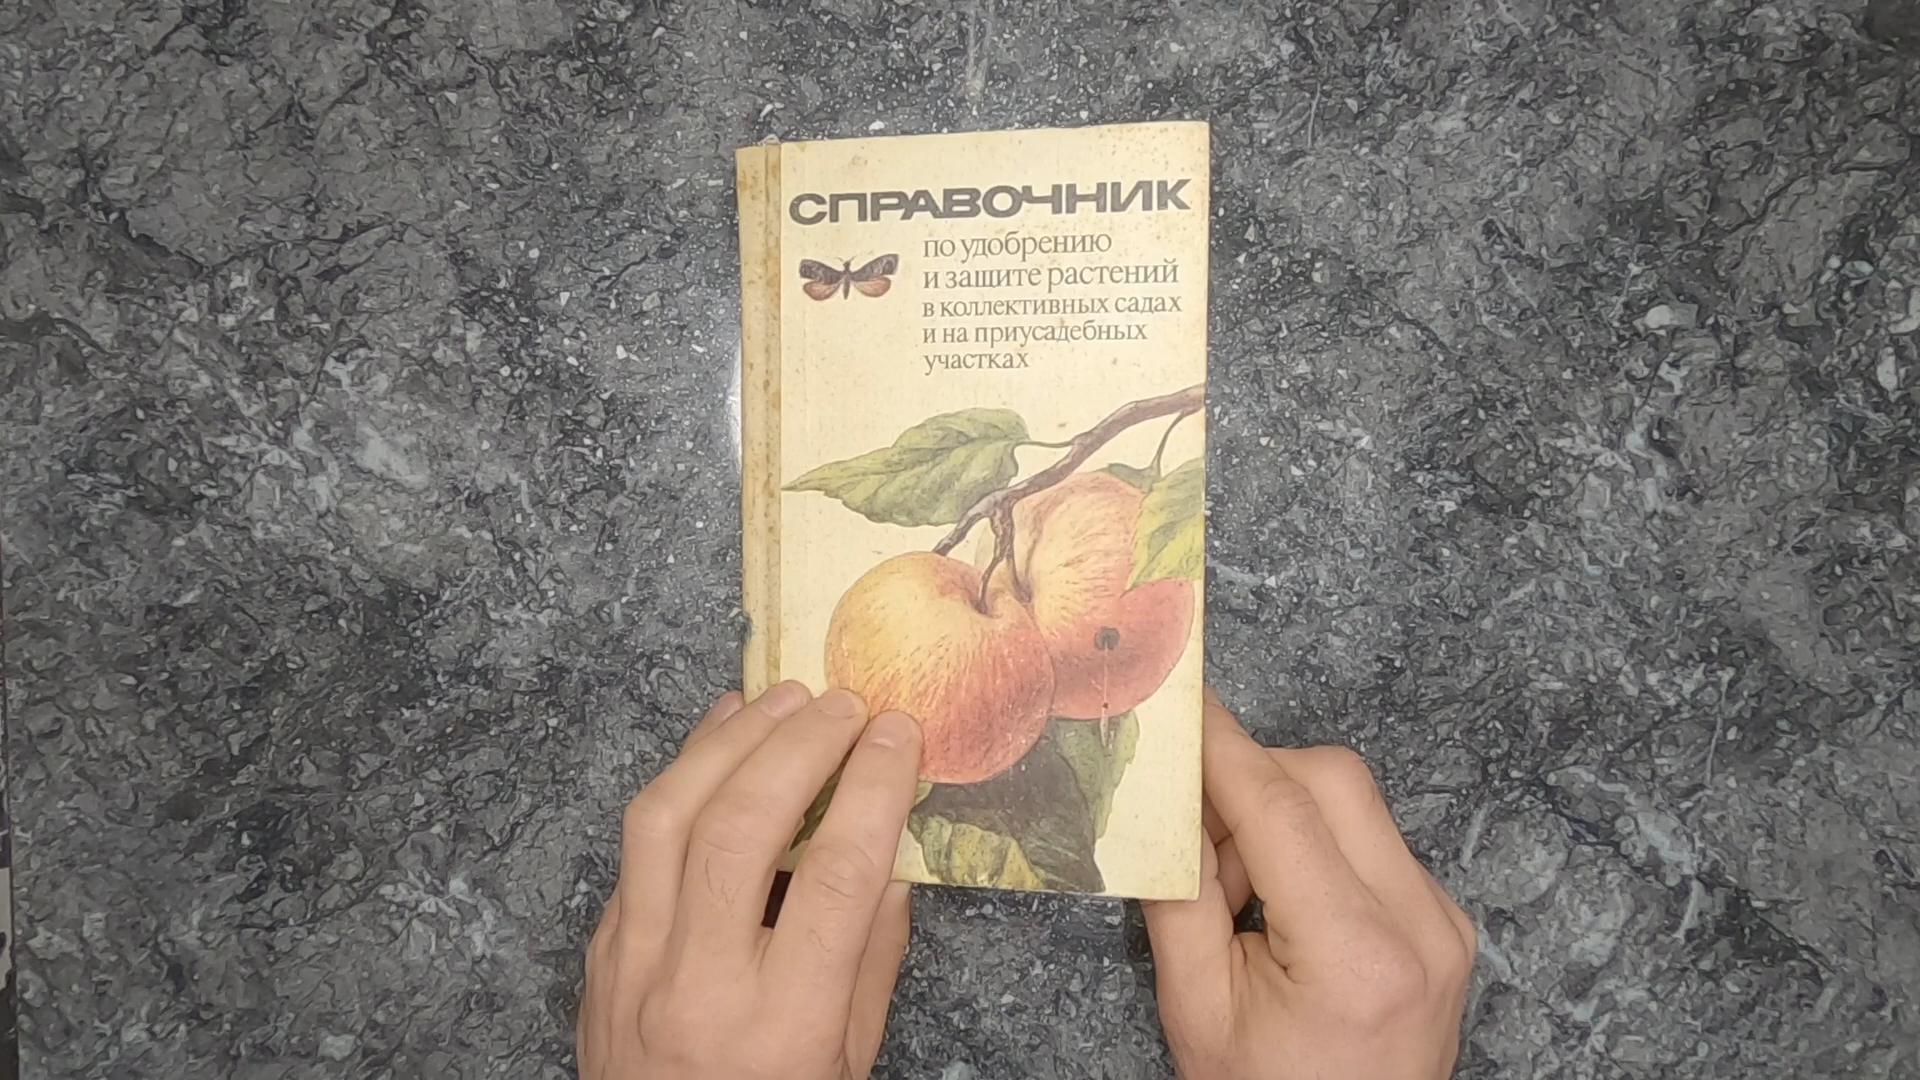 СПРАВОЧНИК
по удобрению
и защите растений
в коллективных садах
и на приусадебных
участках